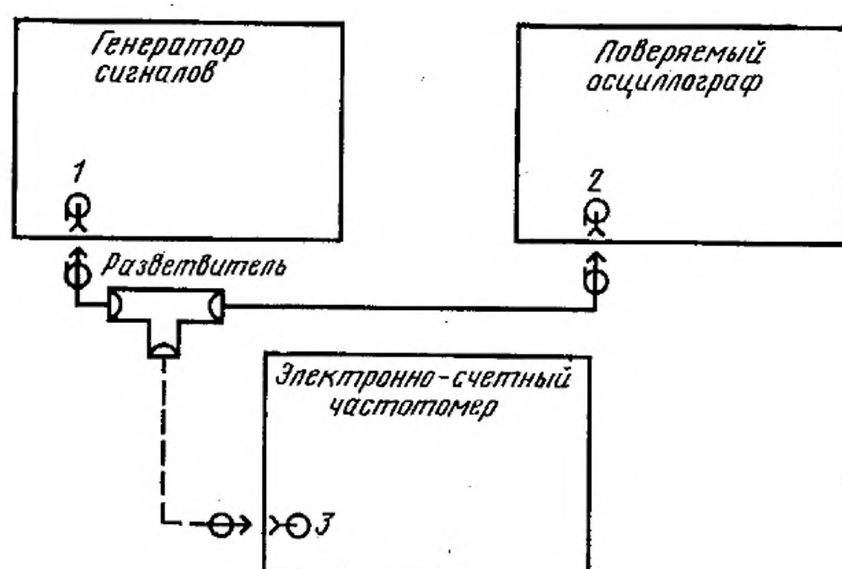 Генератор
сигналов
Поверяемый
осциллограф
1
2
Разветвитель
Электронно-счетный
частотомер
3